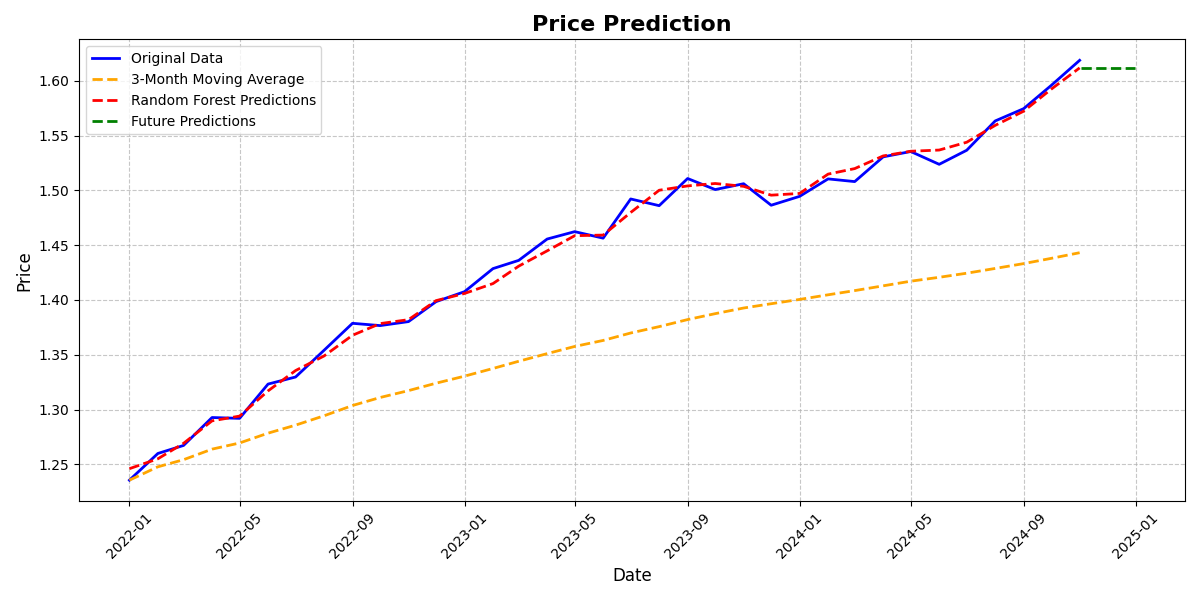 Price Prediction
Original Data
3-Month Moving Average
Random Forest Predictions
Future Predictions
Price
1.60
1.55
1.50
1.45
1.40
1.35
1.30
1.25
2022-01
2022-05
2022-09
2023-01
2023-05
2023-09
2024-01
2024-05
2024-09
2025-01
Date